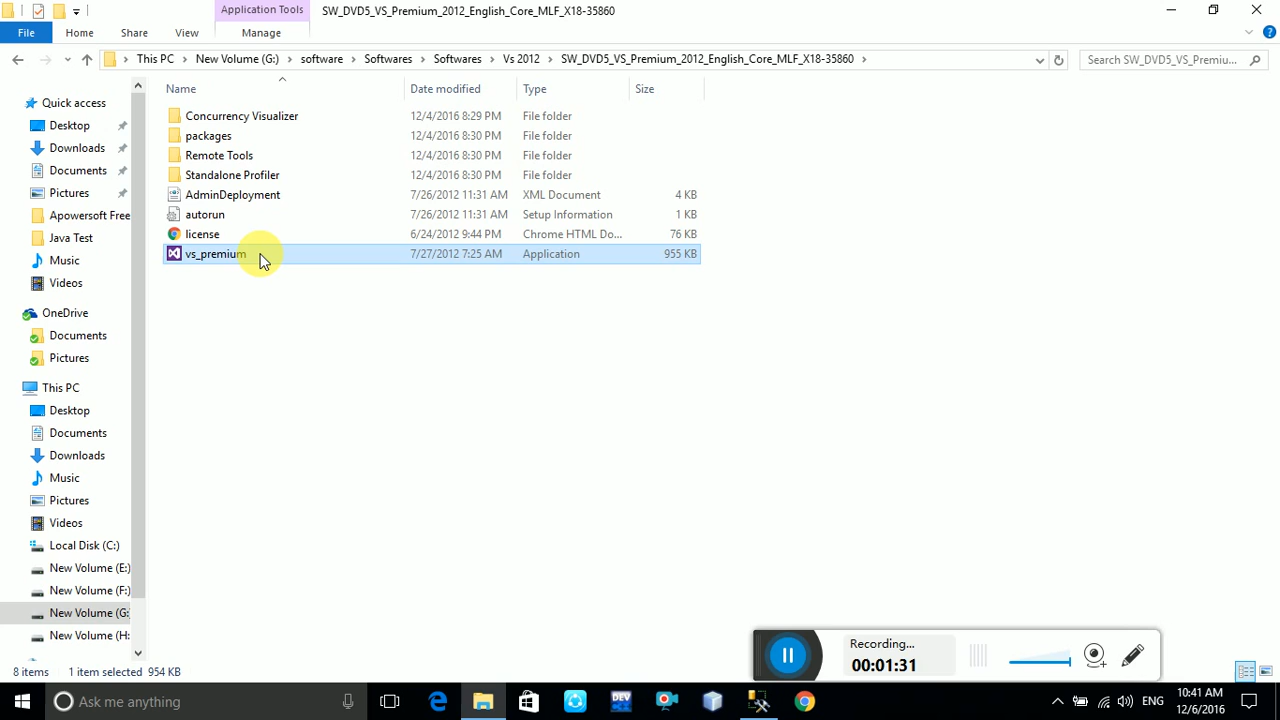 Application Tools
SW_DVD5_VS_Premium_2012_English_Core_MLF_X18-35860
File Home Share View Manage
This PC New Volume (G:) software Softwares Softwares Vs 2012 SW_DVD5_VS_Premium_2012_English_Core_MLF_X18-35860
Search SW_DVD5_VS_Premiu...
Name Date modified Type Size
Concurrency Visualizer 12/4/2016 8:29 PM File folder
packages 12/4/2016 8:30 PM File folder
Remote Tools 12/4/2016 8:30 PM File folder
Standalone Profiler 12/4/2016 8:30 PM File folder
AdminDeployment 7/26/2012 11:31 AM XML Document 4 KB
autorun 7/26/2012 11:31 AM Setup Information 1 KB
license 6/24/2012 9:44 PM Chrome HTML Do... 76 KB
vs_premium 7/27/2012 7:25 AM Application 955 KB
Quick access
Desktop
Downloads
Documents
Pictures
Apowersoft Free
Java Test
Music
Videos
OneDrive
Documents
Pictures
This PC
Desktop
Documents
Downloads
Music
Pictures
Videos
Local Disk (C:)
New Volume (E:)
New Volume (F:)
New Volume (G:
New Volume (H:
Recording...
00:01:31
8 items 1 item selected 954 KB
Ask me anything
DEV
ENG
10:41 AM
12/6/2016